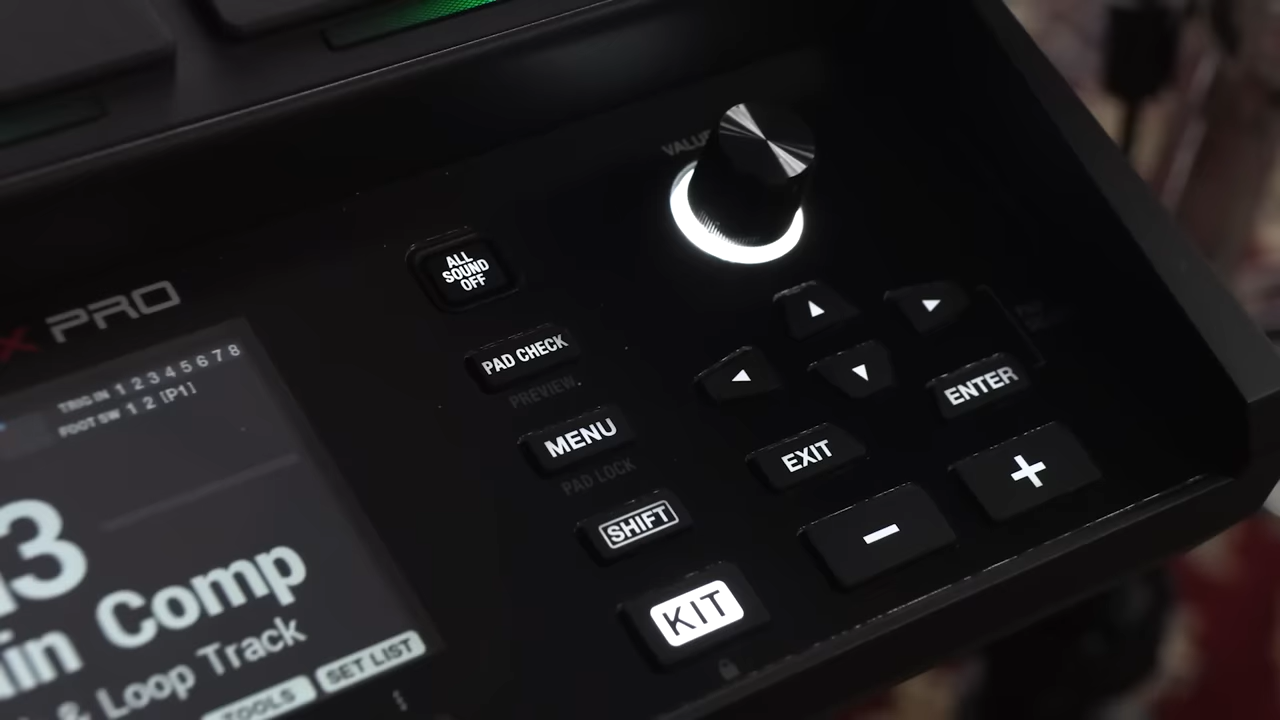 VALUE
ALL
SOUND
OFF
X PRO
PAD CHECK
PREVIEW
TRIG IN 1 2 3 4 5 6 7 8
FOOT SW 1 2 [P1]
MENU
PAD LOCK
ENTER
EXIT
+
SHIFT
-
3
in Comp
& Loop Track
KIT
TOOLS
SET LIST